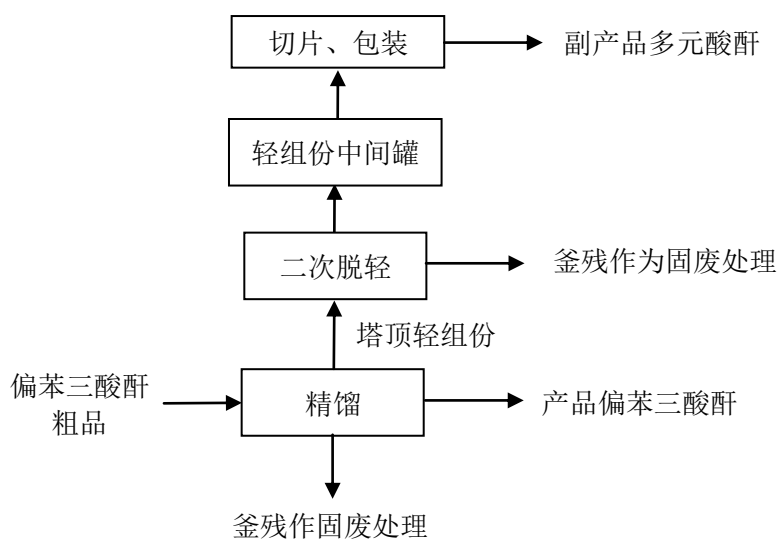 切片、包装
副产品多元酸酐
轻组份中间罐
二次脱轻
釜残作为固废处理
塔顶轻组份
偏苯三酸酐
粗品
精馏
产品偏苯三酸酐
釜残作固废处理